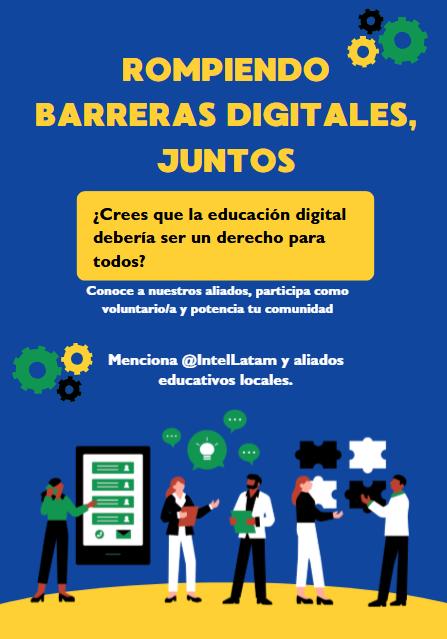 ROMPIENDO
BARRERAS DIGITALES,
JUNTOS
¿Crees que la educación digital
debería ser un derecho para
todos?
Conoce a nuestros aliados, participa como
voluntario/a y potencia tu comunidad
Menciona @IntelLatam y aliados
educativos locales.